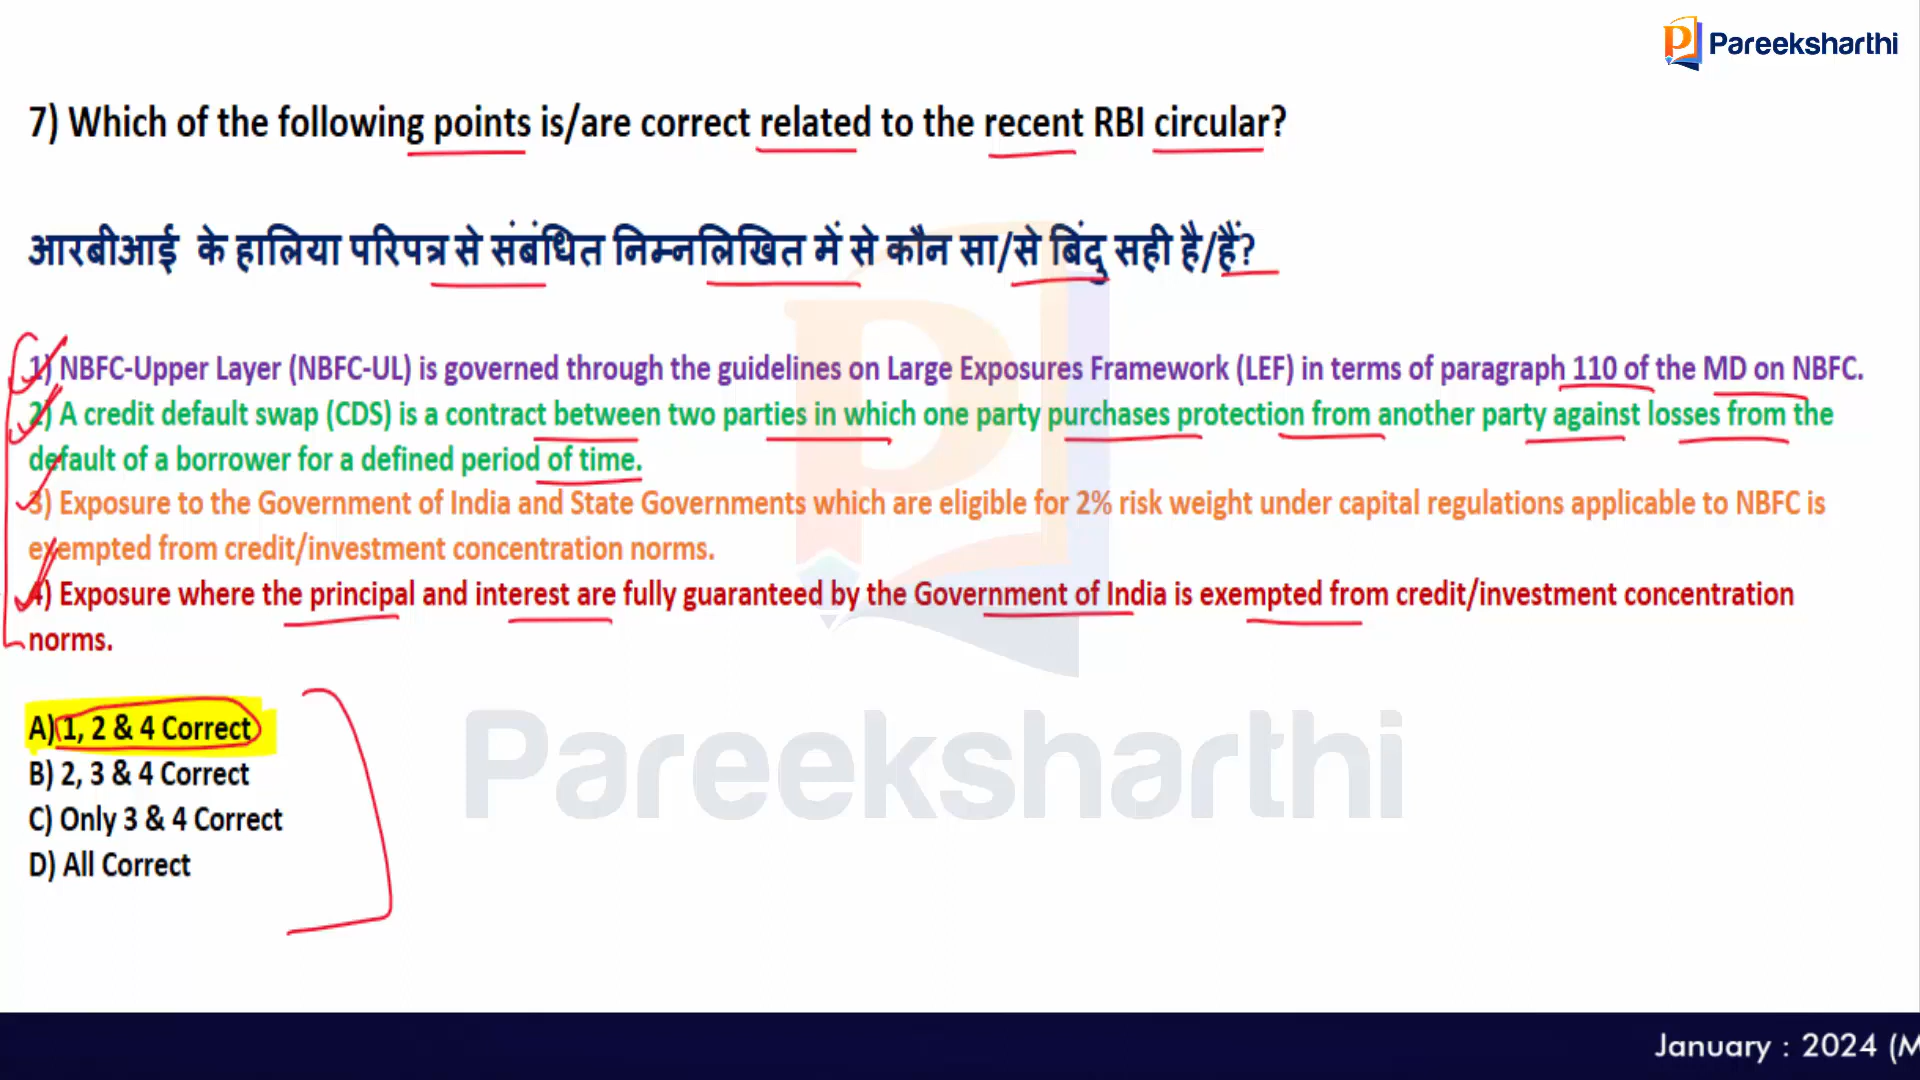 Pareeksharthi
7) Which of the following points is/are correct related to the recent RBI circular?
आरबीआई के हालिया परिपत्र से संबंधित निम्नलिखित में से कौन सा/से बिंदु सही है/हैं?
1) NBFC-Upper Layer (NBFC-UL) is governed through the guidelines on Large Exposures Framework (LEF) in terms of paragraph 110 of the MD on NBFC.
2) A credit default swap (CDS) is a contract between two parties in which one party purchases protection from another party against losses from the
default of a borrower for a defined period of time.
3) Exposure to the Government of India and State Governments which are eligible for 2% risk weight under capital regulations applicable to NBFC is
exempted from credit/investment concentration norms.
4) Exposure where the principal and interest are fully guaranteed by the Government of India is exempted from credit/investment concentration
norms.
A) 1, 2 & 4 Correct
B) 2, 3 & 4 Correct
C) Only 3 & 4 Correct
D) All Correct
Pareeksharthi
January : 2024 (M